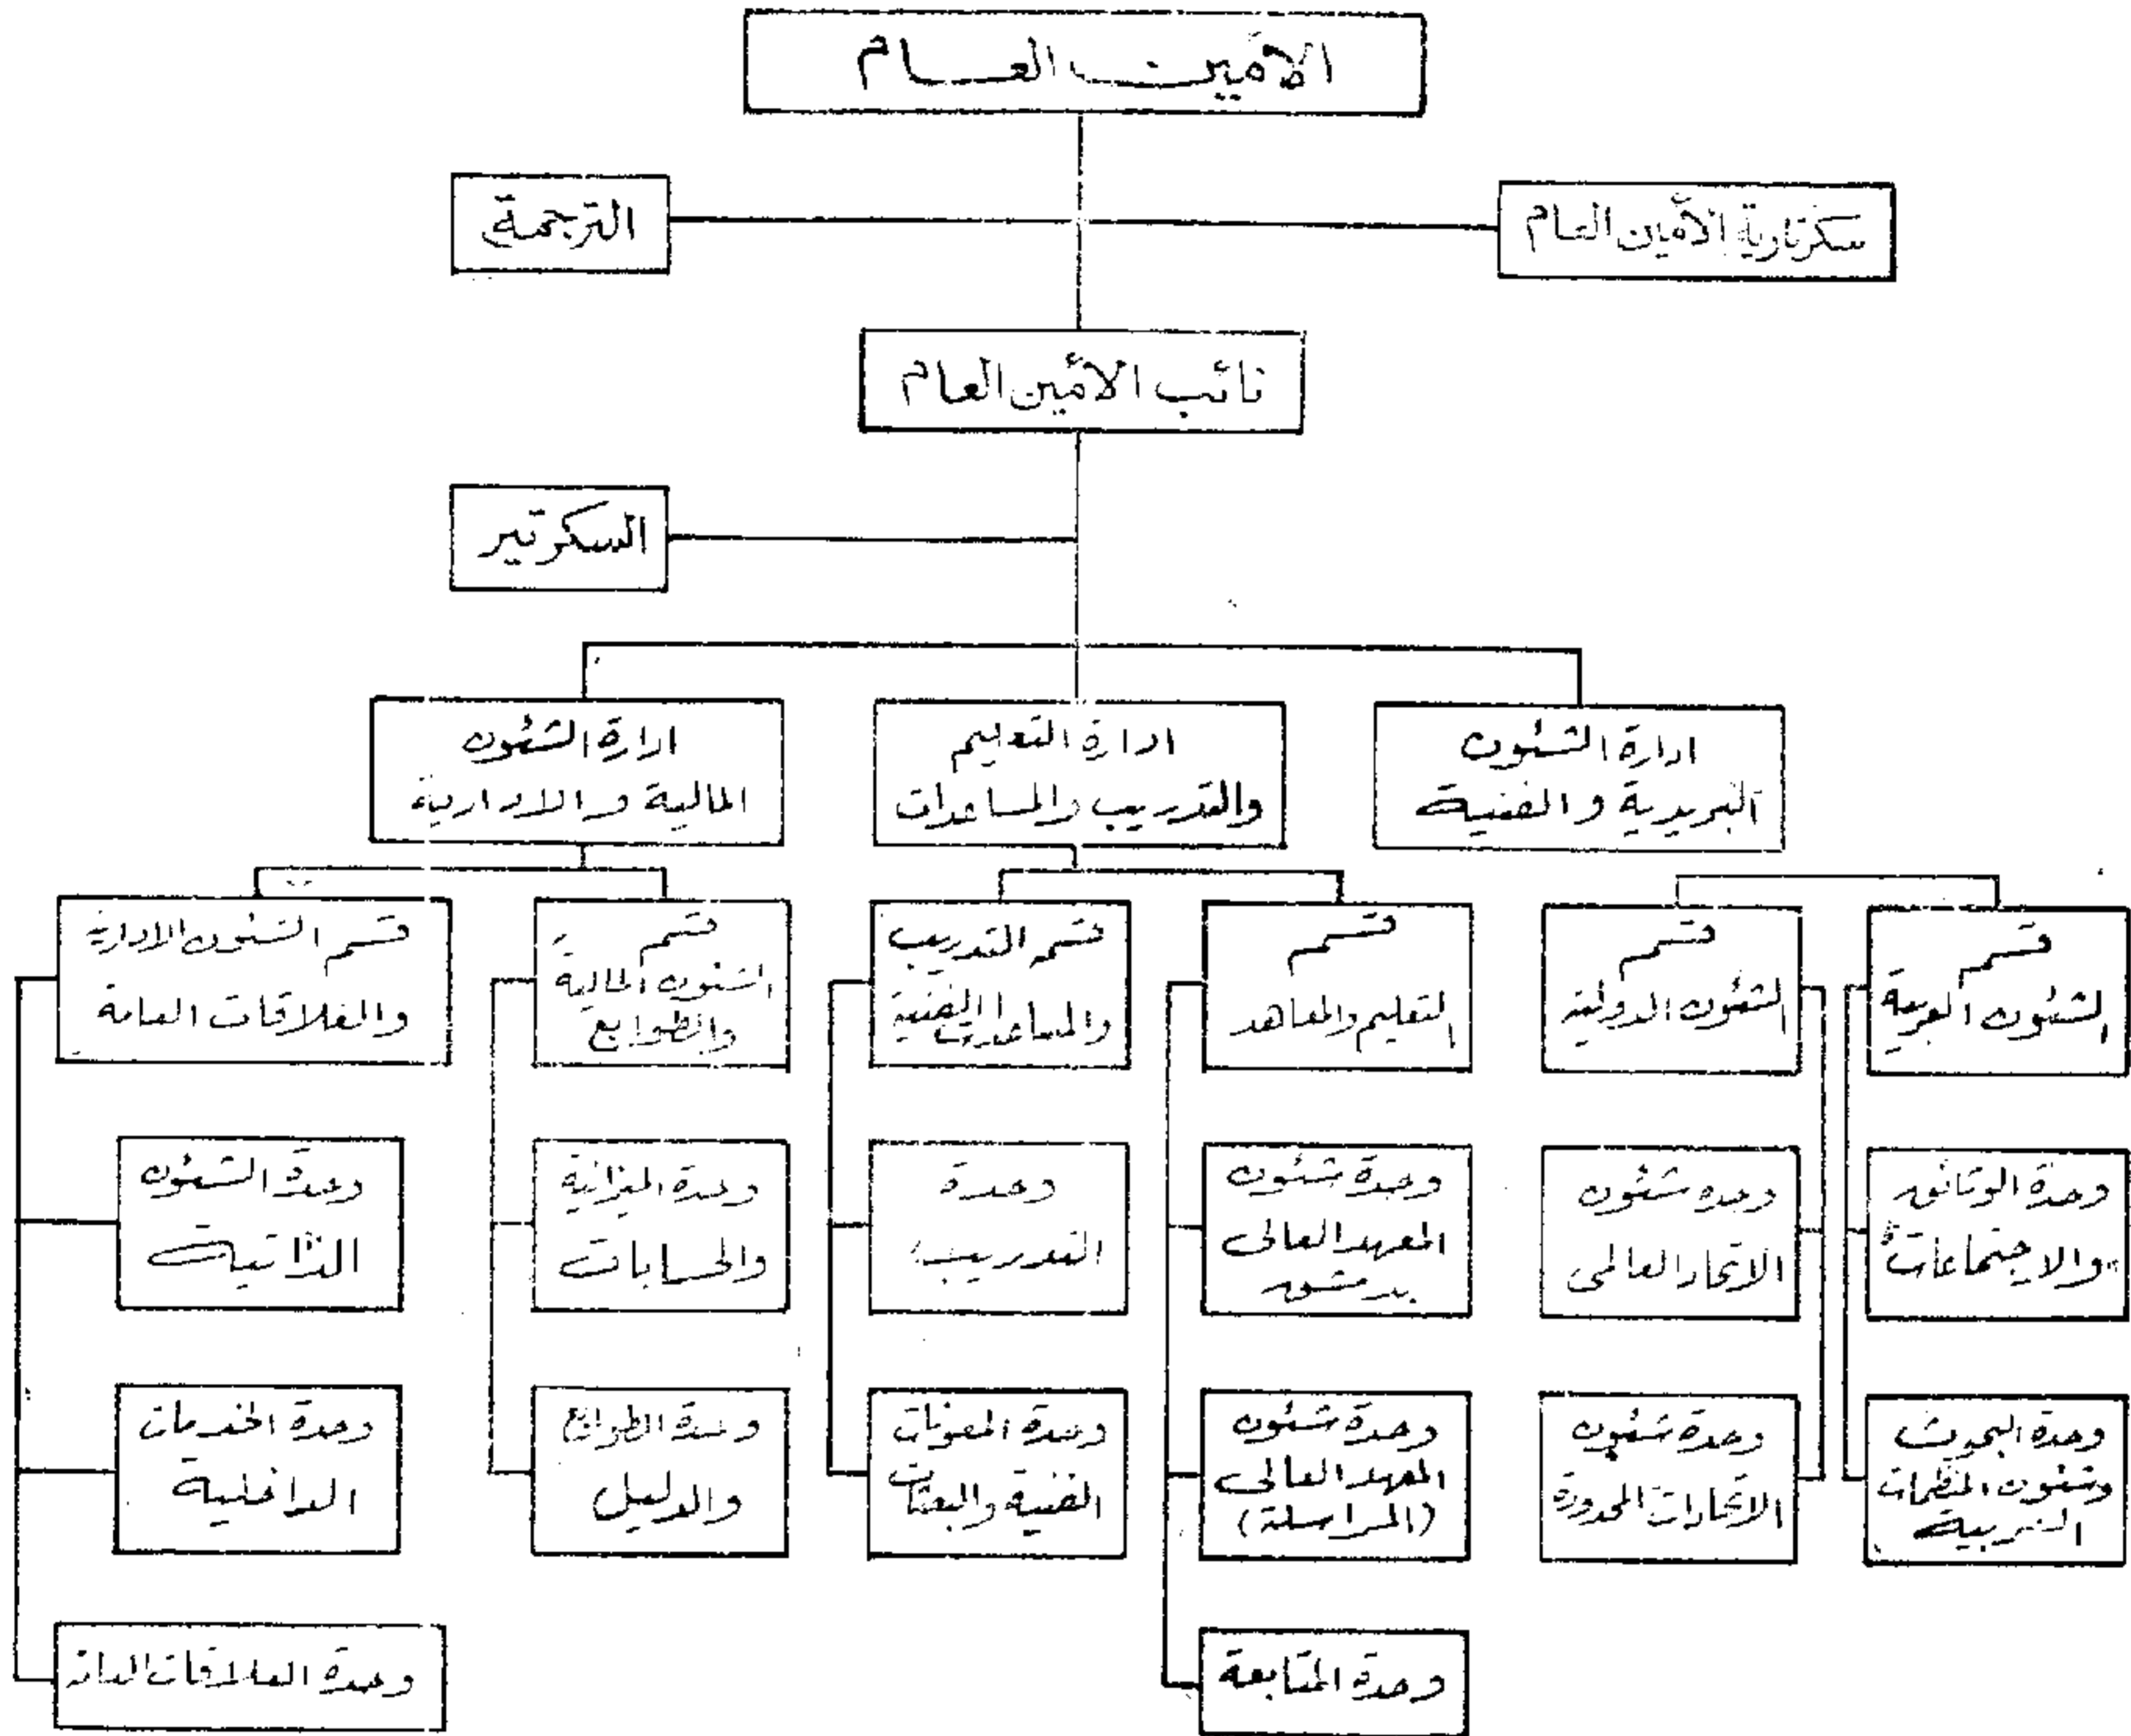 الأمين العام
سكرتارية الأمين العام
الترجمة
نائب الأمين العام
السكرتير
ادارة الشئون
البريدية والفنية
ادارة التعليم
والتدريب والمساعدات
ادارة الشئون
المالية والادارية
قسم
الشئون العربية
قسم
الشئون الدولية
قسم
التعليم والمعاهد
قسم التدريب
والمساعدات الفنية
قسم
الشئون المالية
والطوابع
قسم الشئون الادارية
والعلاقات العامة
وحدة الوثائق
والاجتماعات
وحدة شئون
الاتحاد العالمى
وحدة شئون
المعهد العالى
بدمشق
وحدة
التدريب
وحدة الميزانية
والحسابات
وحدة الشئون
الذاتية
وحدة البحوث
وشئون المنظمات
العربية
وحدة شئون
الاتحادات المحدودة
وحدة شئون
المعهد العالى
(المراسلة)
وحدة المعونات
الفنية والبعثات
وحدة الطوابع
والدليل
وحدة الخدمات
الداخلية
وحدة المتابعة
وحدة العلاقات العامة